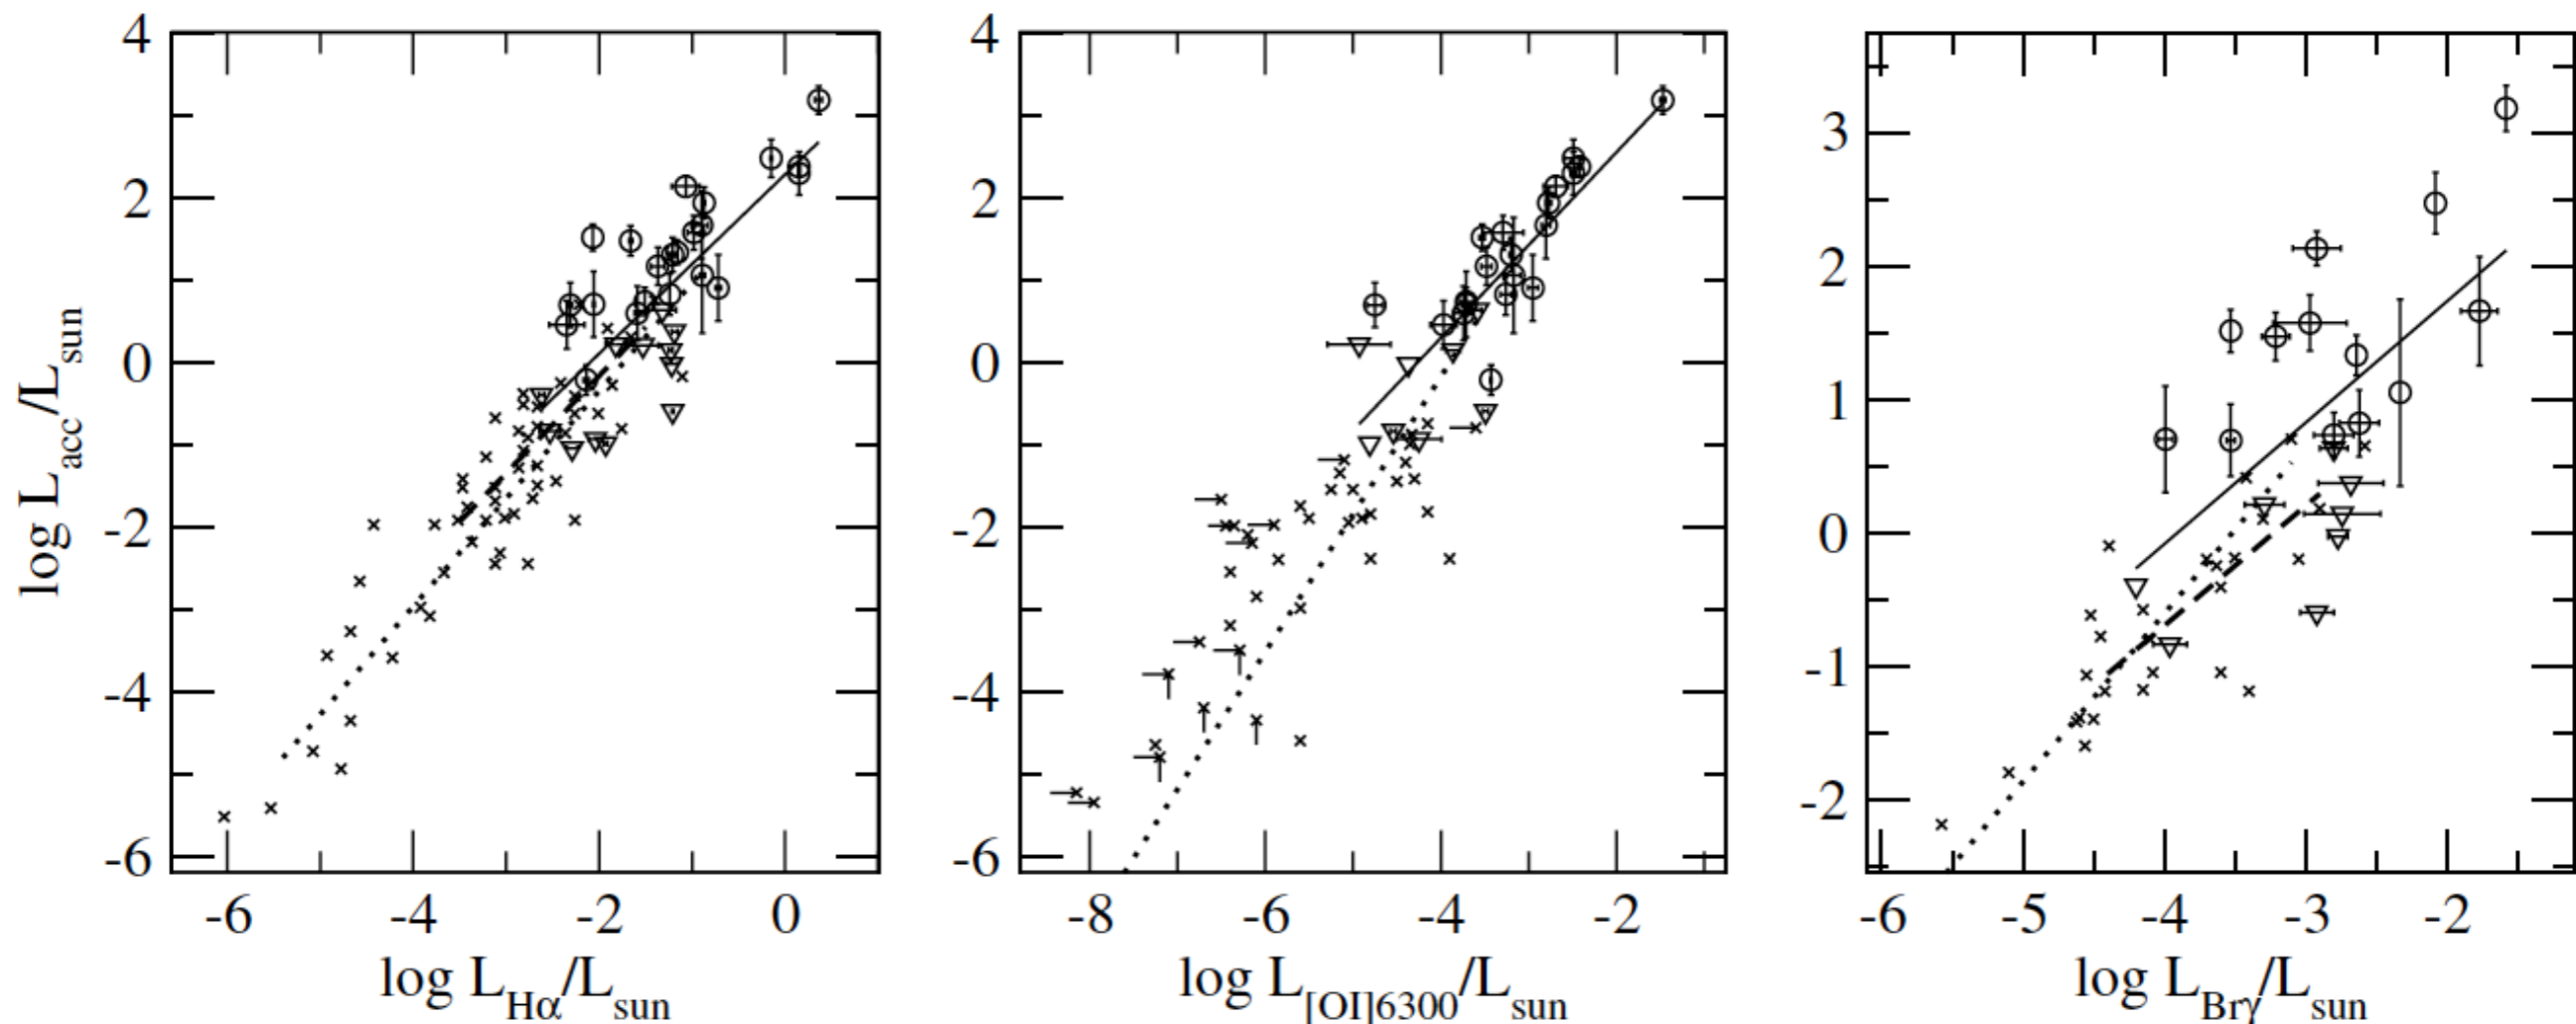 4
2
0
-2
-4
-6
log L_acc/L_sun
-6 -4 -2 0
log L_Hα/L_sun
4
2
0
-2
-4
-6
-8 -6 -4 -2
log L_[OI]6300/L_sun
3
2
1
0
-1
-2
-6 -5 -4 -3 -2
log L_Brγ/L_sun